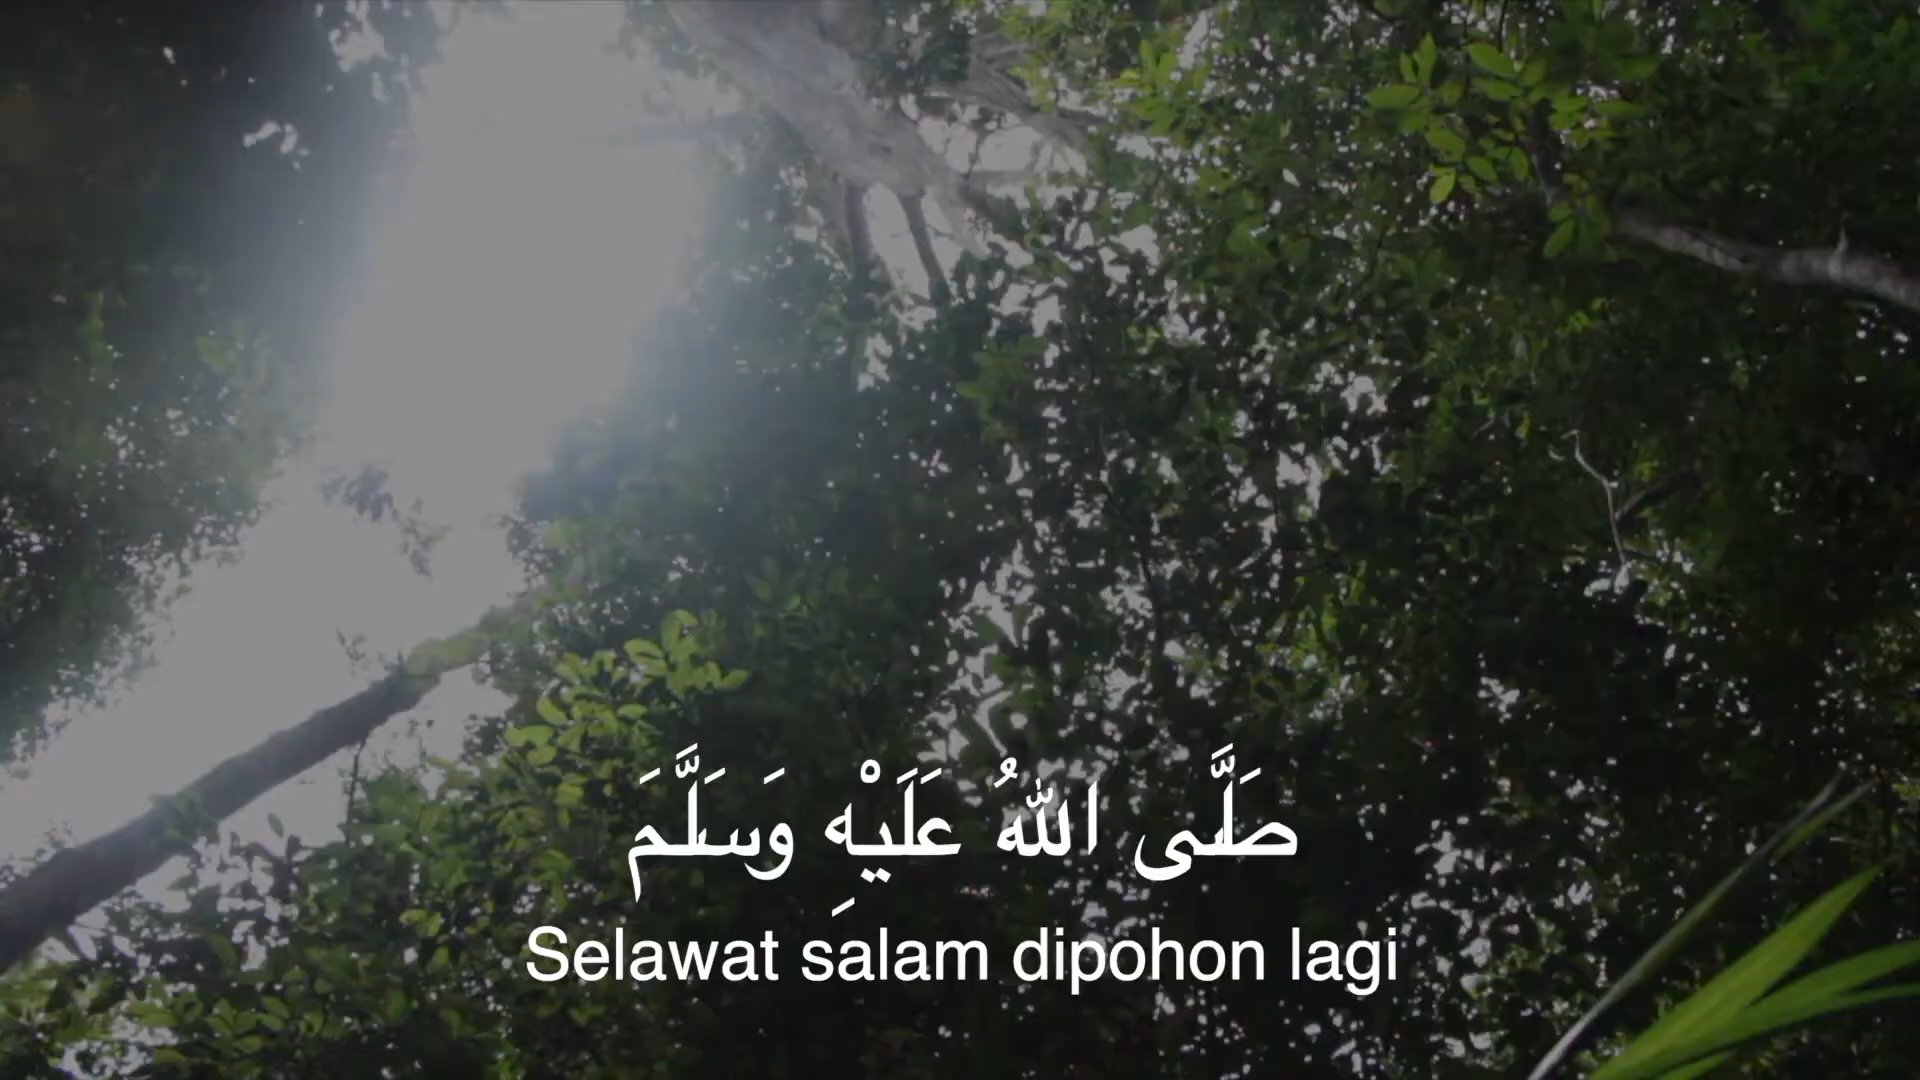 صَلَّى اللهُ عَلَيْهِ وَسَلَّمَ
Selawat salam dipohon lagi